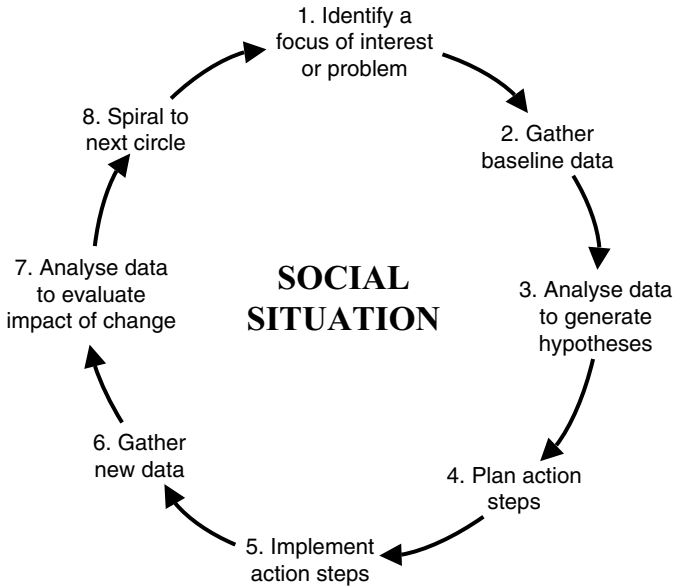 1. Identify a
focus of interest
or problem
2. Gather
baseline data
3. Analyse data
to generate
hypotheses
4. Plan action
steps
5. Implement
action steps
6. Gather
new data
7. Analyse data
to evaluate
impact of change
8. Spiral to
next circle
SOCIAL
SITUATION